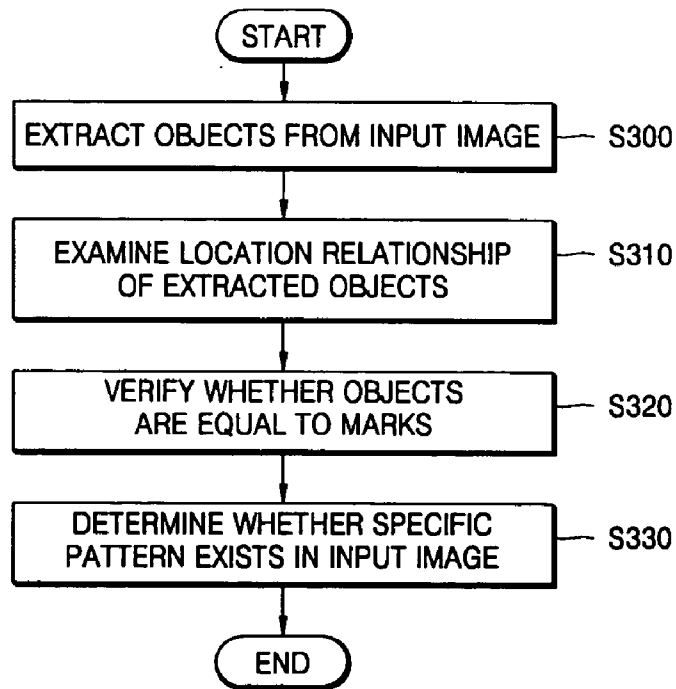 START
EXTRACT OBJECTS FROM INPUT IMAGE
S300
EXAMINE LOCATION RELATIONSHIP
OF EXTRACTED OBJECTS
S310
VERIFY WHETHER OBJECTS
ARE EQUAL TO MARKS
S320
DETERMINE WHETHER SPECIFIC
PATTERN EXISTS IN INPUT IMAGE
S330
END